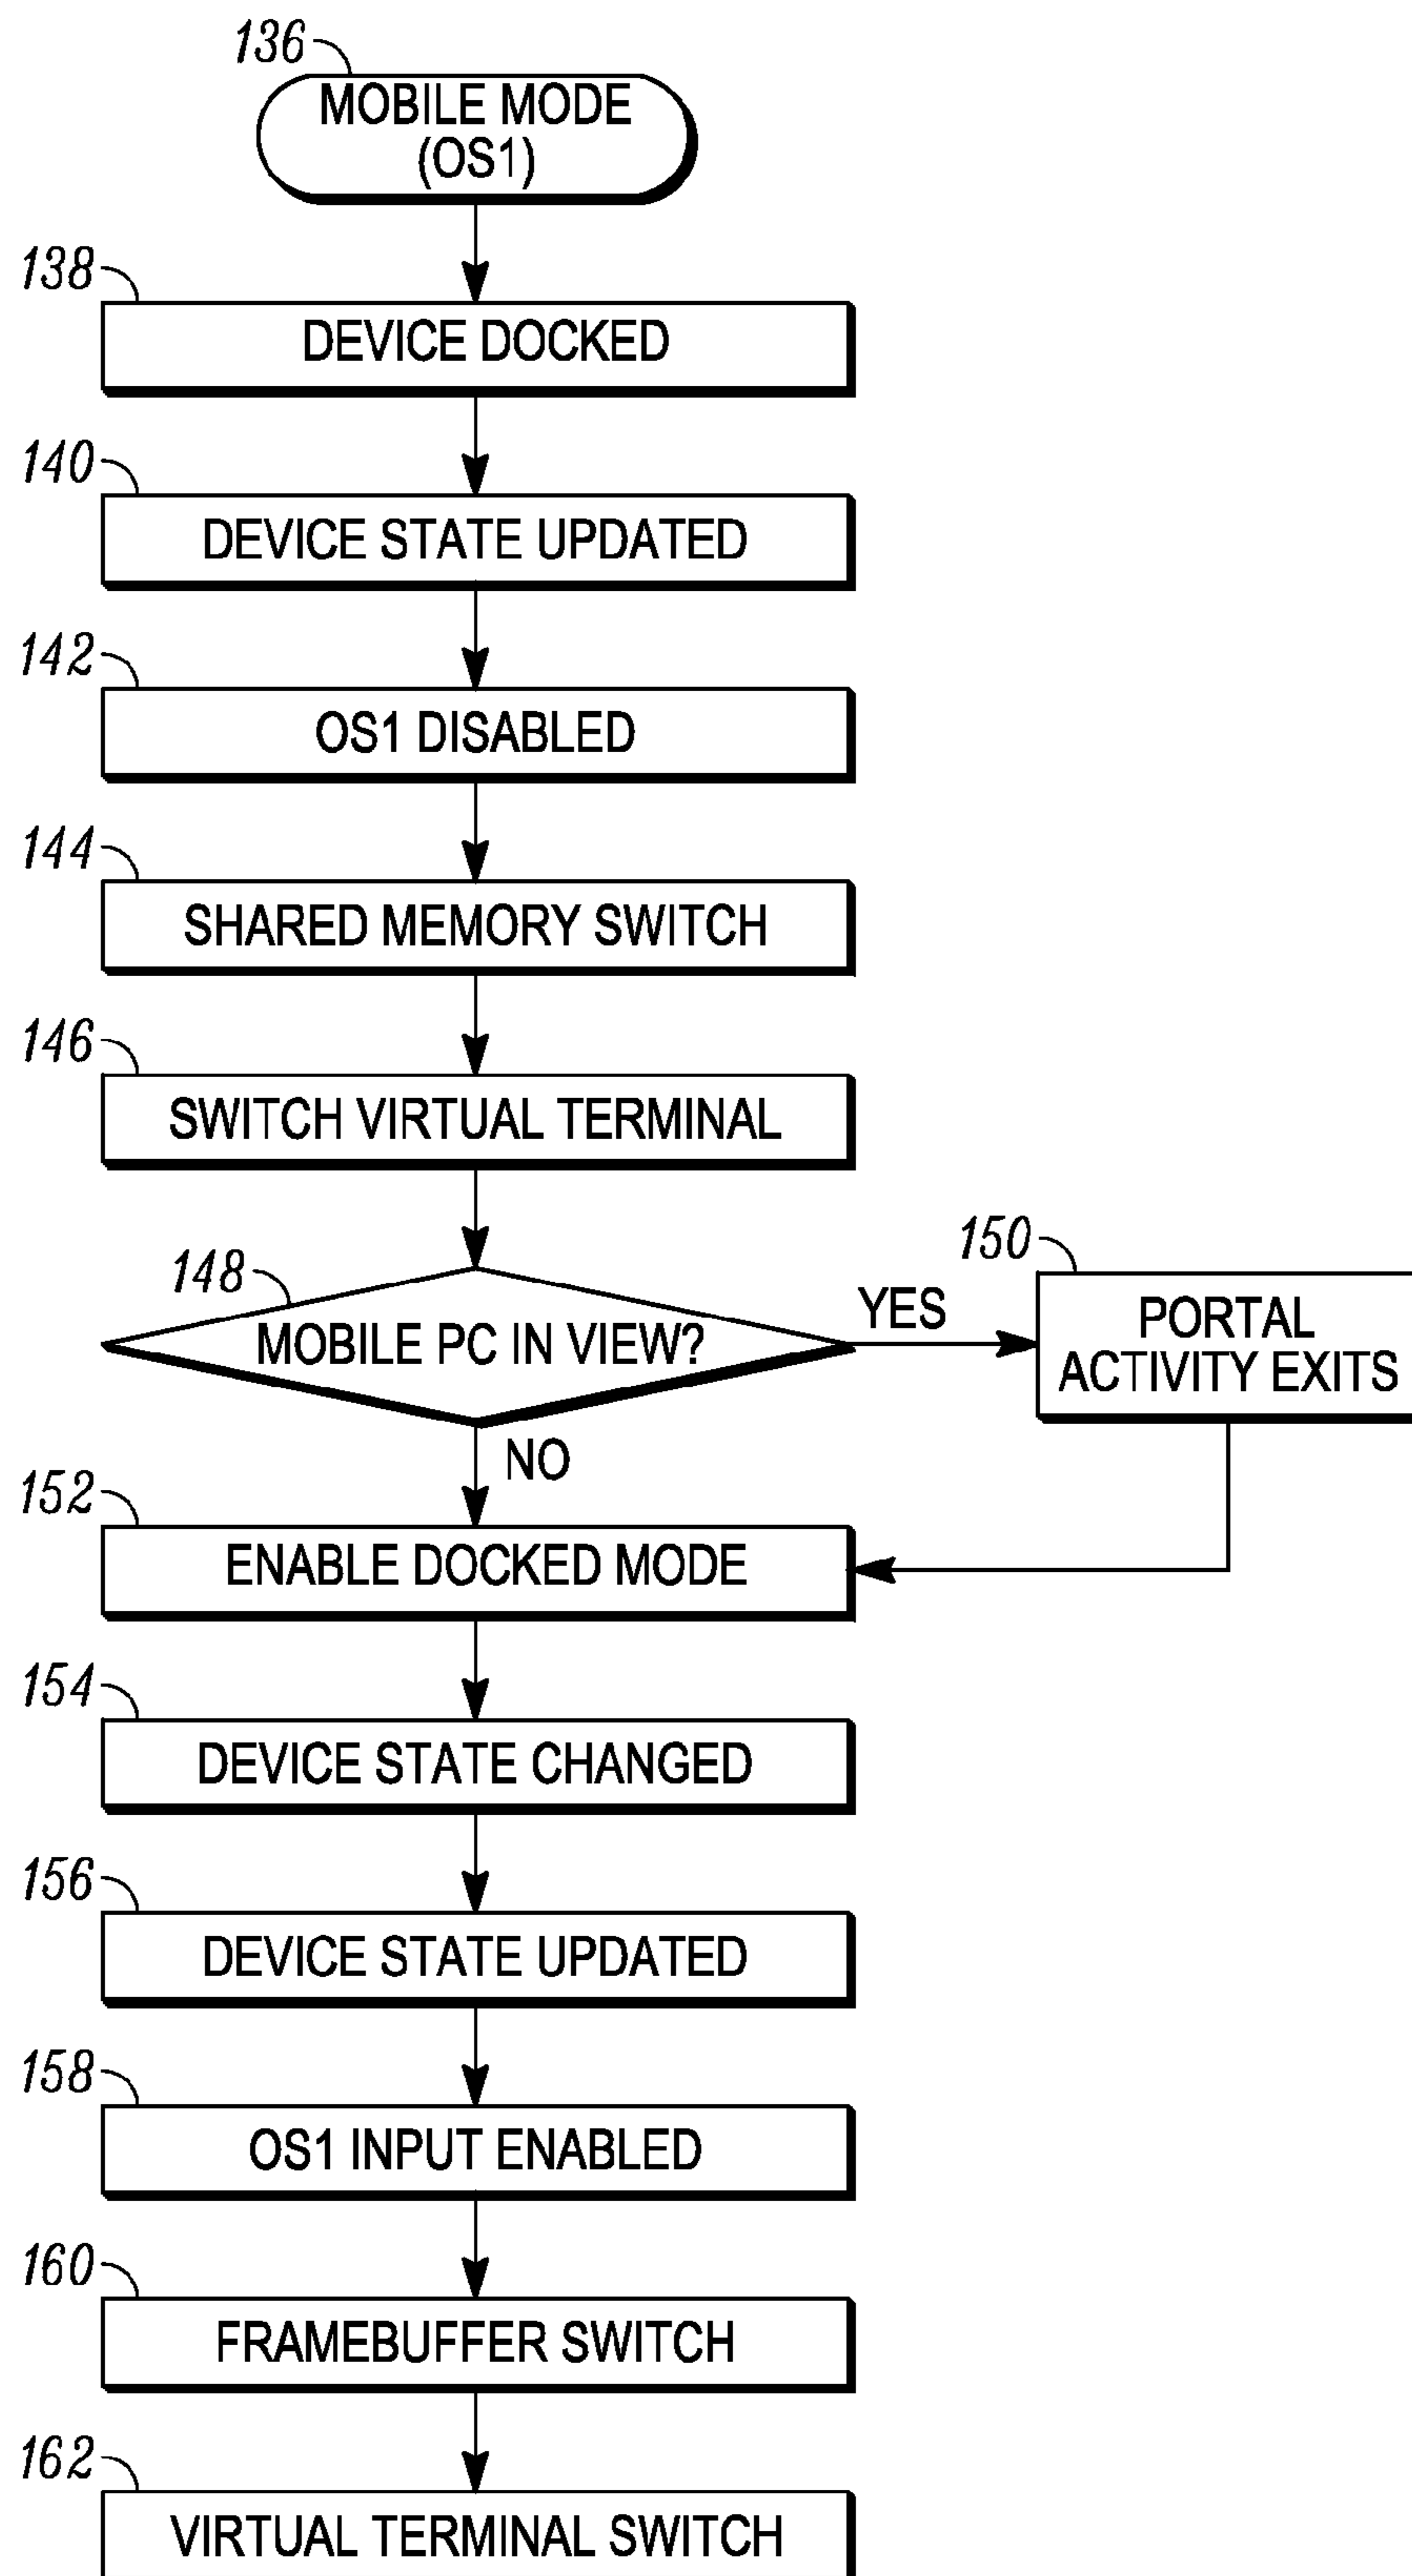 136
MOBILE MODE
(OS1)
138
DEVICE DOCKED
140
DEVICE STATE UPDATED
142
OS1 DISABLED
144
SHARED MEMORY SWITCH
146
SWITCH VIRTUAL TERMINAL
148
MOBILE PC IN VIEW?
YES
150
PORTAL
ACTIVITY EXITS
NO
152
ENABLE DOCKED MODE
154
DEVICE STATE CHANGED
156
DEVICE STATE UPDATED
158
OS1 INPUT ENABLED
160
FRAMEBUFFER SWITCH
162
VIRTUAL TERMINAL SWITCH